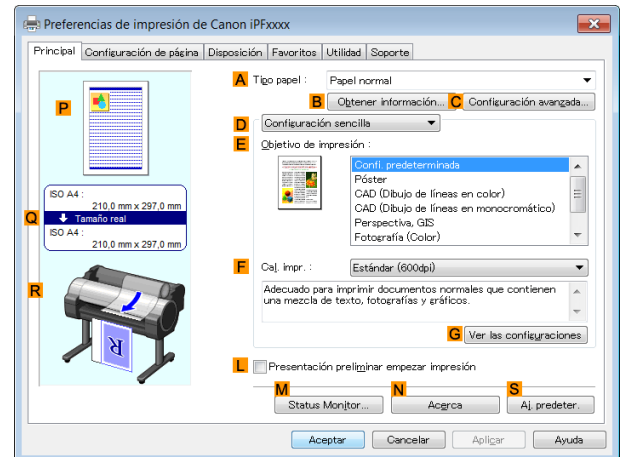 Preferencias de impresión de Canon iPFxxxx
Principal Configuración de página Disposición Favoritos Utilidad Soporte
A Tipo papel : Papel normal
B Obtener información... C Configuración avanzada...
D Configuración sencilla
E Objetivo de impresión :
Confi. predeterminada
Póster
CAD (Dibujo de líneas en color)
CAD (Dibujo de líneas en monocromático)
Perspectiva, GIS
Fotografía (Color)
F Cal. impr. : Estándar (600dpi)
Adecuado para imprimir documentos normales que contienen
una mezcla de texto, fotografías y gráficos.
G Ver las configuraciones
L Presentación preliminar empezar impresión
M N S
Status Monitor... Acerca Aj. predeter.
P
Q
ISO A4 :
210,0 mm x 297,0 mm
Tamaño real
ISO A4 :
210,0 mm x 297,0 mm
R
R
Aceptar Cancelar Aplicar Ayuda